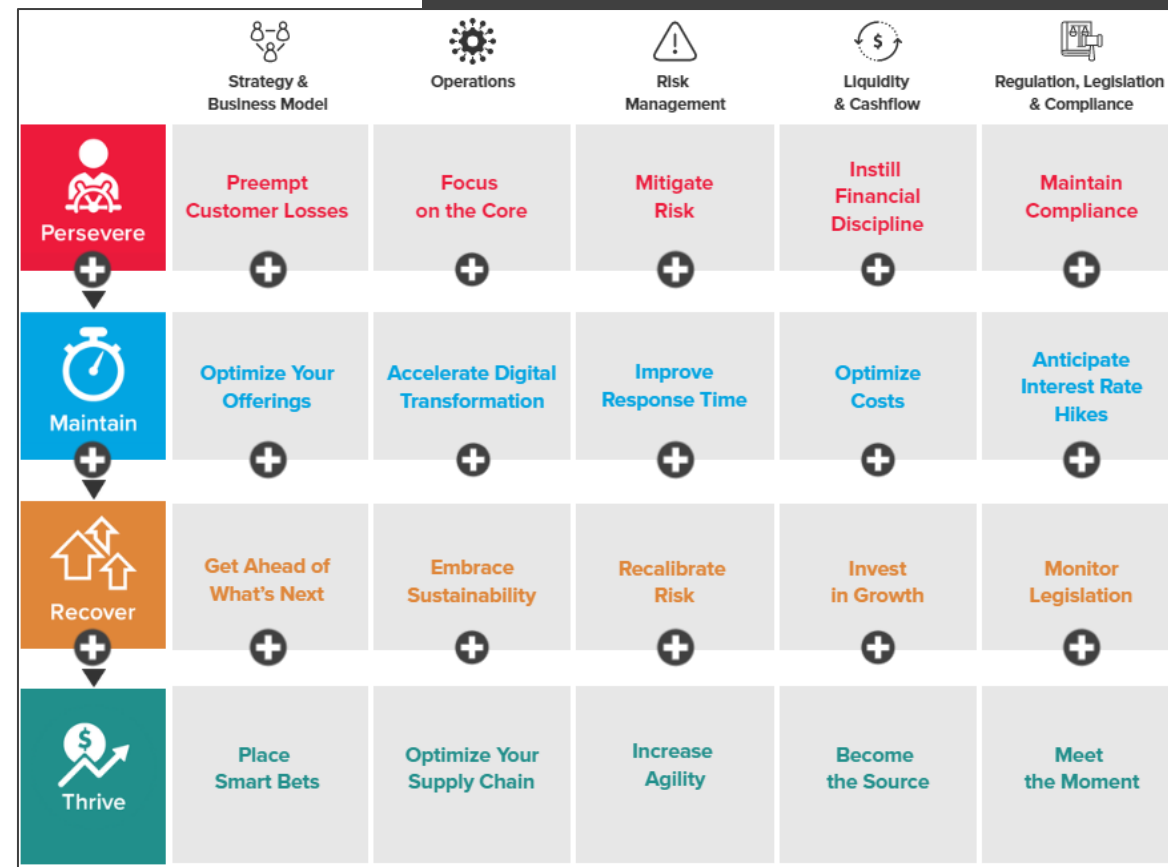 Strategy &
Business Model
Operations
Risk
Management
Liquidity
& Cashflow
Regulation, Legislation
& Compliance
Persevere
Preempt
Customer Losses
Focus
on the Core
Mitigate
Risk
Instill
Financial
Discipline
Maintain
Compliance
Maintain
Optimize Your
Offerings
Accelerate Digital
Transformation
Improve
Response Time
Optimize
Costs
Anticipate
Interest Rate
Hikes
Recover
Get Ahead of
What's Next
Embrace
Sustainability
Recalibrate
Risk
Invest
in Growth
Monitor
Legislation
Thrive
Place
Smart Bets
Optimize Your
Supply Chain
Increase
Agility
Become
the Source
Meet
the Moment